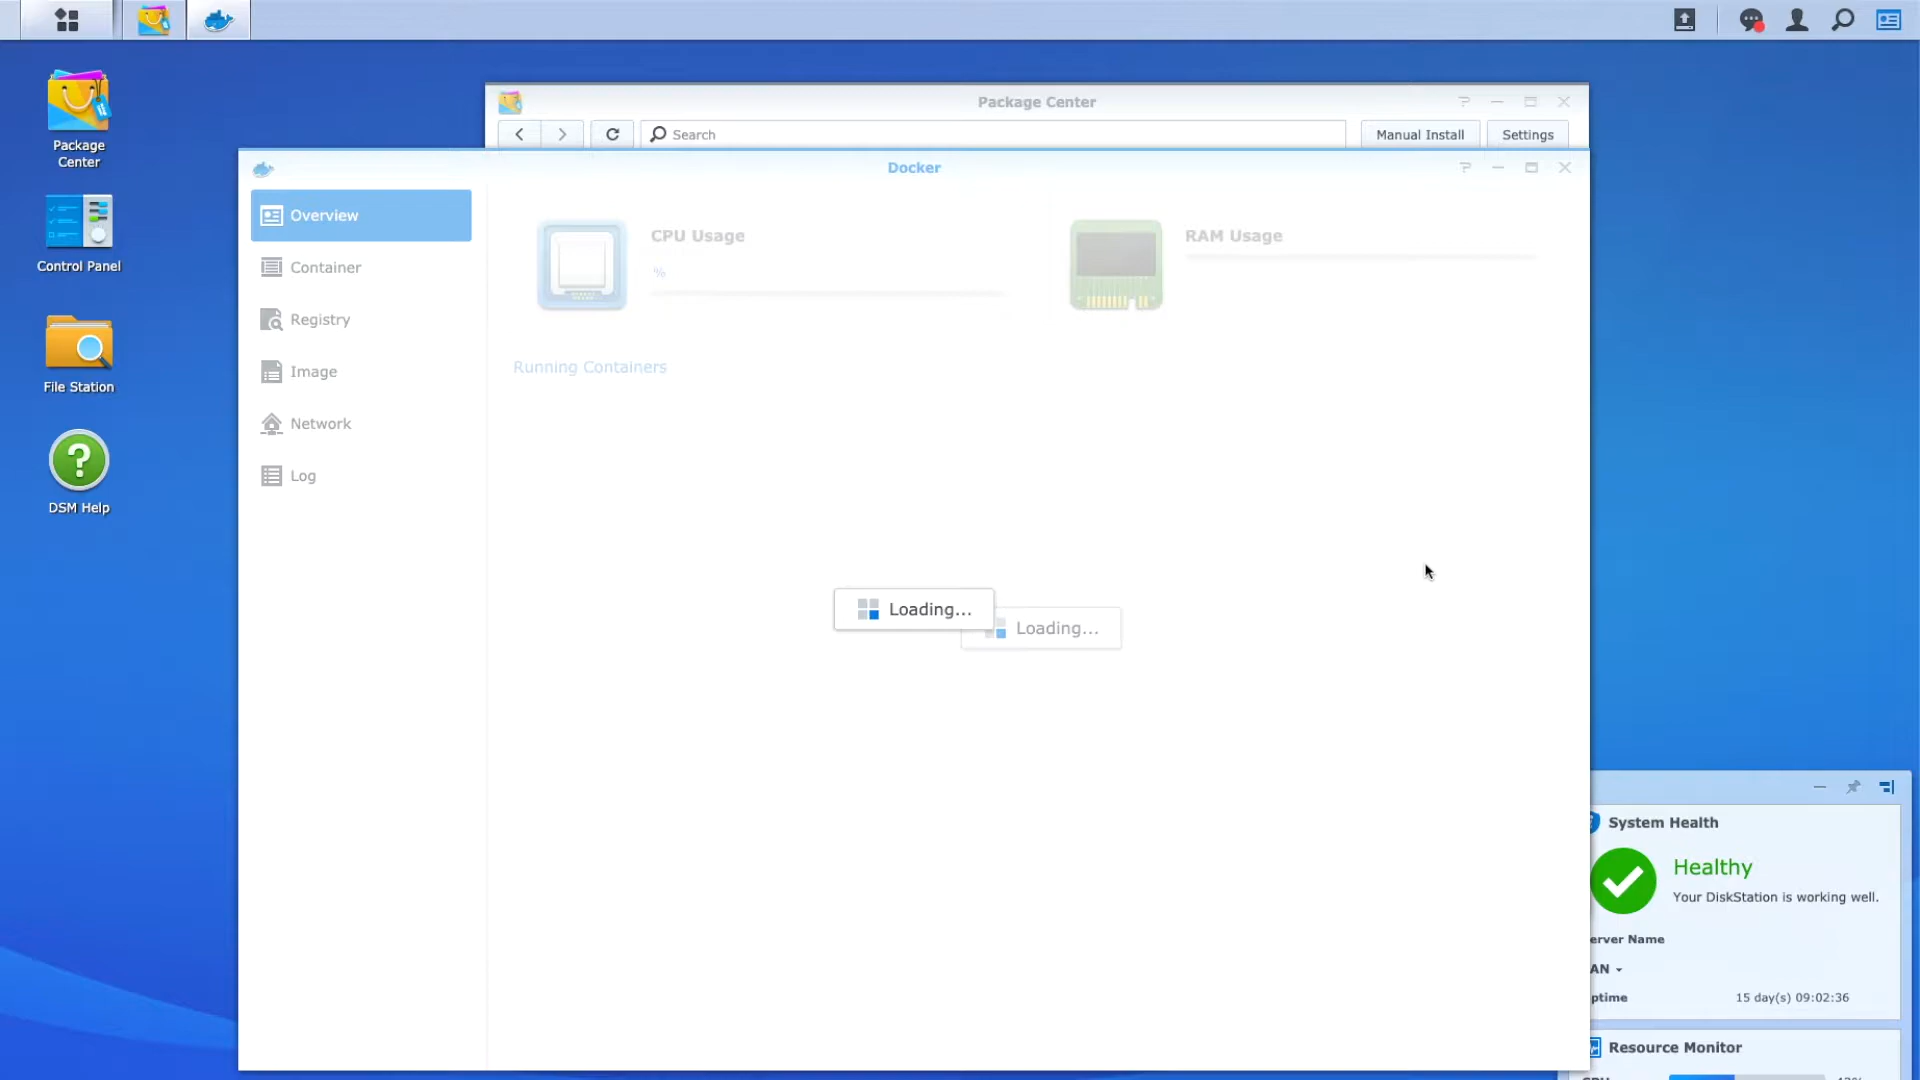 Package
Center
Control Panel
File Station
DSM Help
Package Center
Search
Manual Install
Settings
Docker
Overview
Container
Registry
Image
Network
Log
CPU Usage
%
RAM Usage
Running Containers
Loading...
Loading...
System Health
Healthy
Your DiskStation is working well.
erver Name
AN
ptime 15 day(s) 09:02:36
Resource Monitor